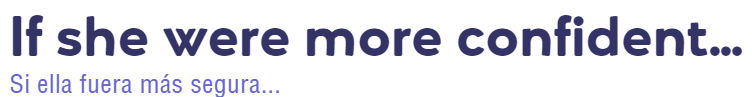 If she were more confident...
Si ella fuera más segura...